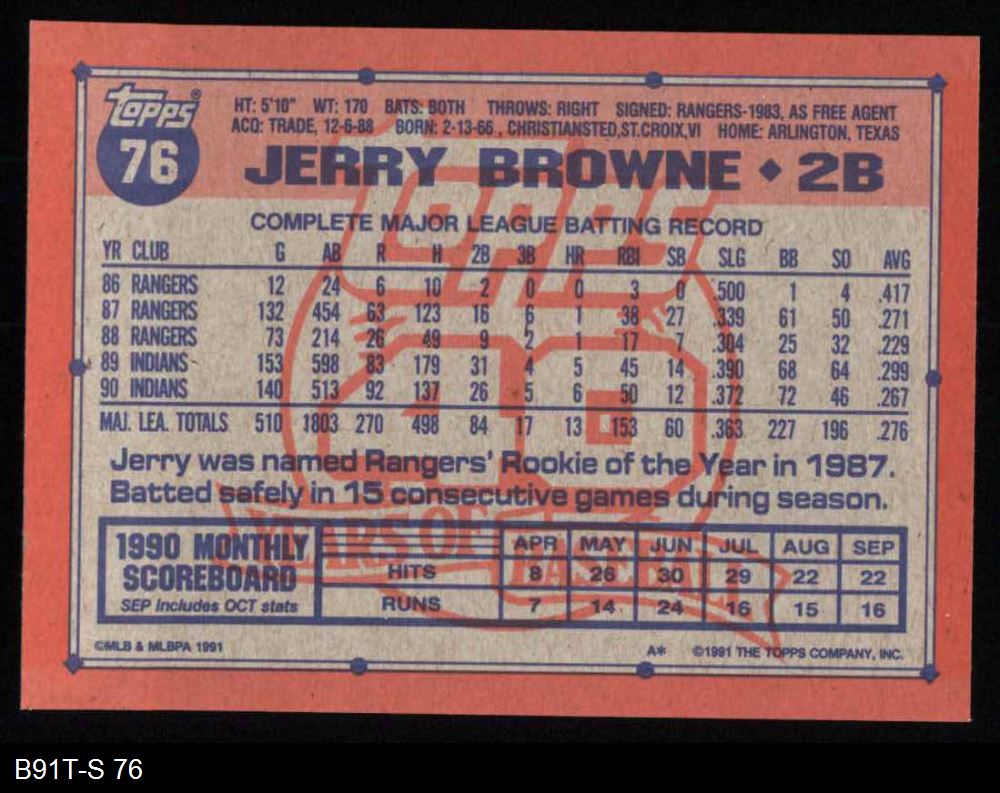 topps®
76
HT: 5'10" WT: 170 BATS: BOTH THROWS: RIGHT SIGNED: RANGERS-1983, AS FREE AGENT
ACQ: TRADE, 12-6-88 BORN: 2-13-66, CHRISTIANSTED,ST.CROIX,VI HOME: ARLINGTON, TEXAS
JERRY BROWNE ◆ 2B
COMPLETE MAJOR LEAGUE BATTING RECORD
YR CLUB G AB R H 2B 3B HR RBI SB SLG BB SO AVG
86 RANGERS 12 24 6 10 2 0 0 3 0 .500 1 4 .417
87 RANGERS 132 454 63 123 16 6 1 38 27 .339 61 50 .271
88 RANGERS 73 214 26 49 9 2 1 17 7 .304 25 32 .229
89 INDIANS 153 598 83 179 31 4 5 45 14 .390 68 64 .299
90 INDIANS 140 513 92 137 26 5 6 50 12 .372 72 46 .267
MAJ. LEA. TOTALS 510 1803 270 498 84 17 13 153 60 .363 227 196 .276
Jerry was named Rangers' Rookie of the Year in 1987.
Batted safely in 15 consecutive games during season.
topps
40
YEARS OF
BASEBALL
1990 MONTHLY
SCOREBOARD
SEP Includes OCT stats
APR MAY JUN JUL AUG SEP
HITS 8 26 30 29 22 22
RUNS 7 14 24 16 15 16
©MLB & MLBPA 1991 A* ©1991 THE TOPPS COMPANY, INC.
B91T-S 76